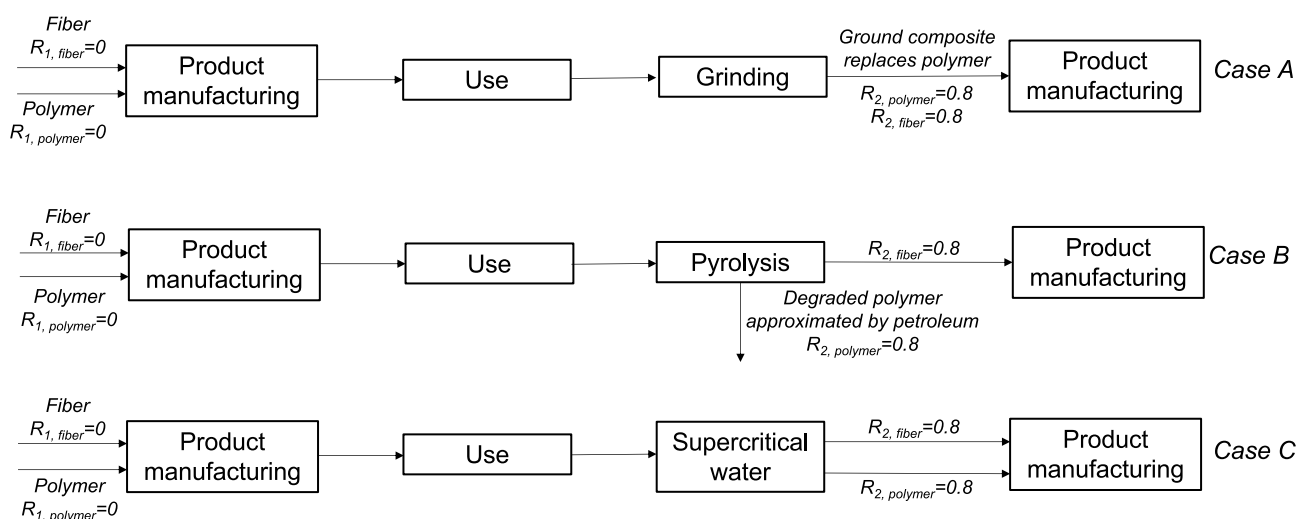 Fiber
R1, fiber=0
Product
manufacturing
Polymer
R1, polymer=0
Use
Grinding
Ground composite
replaces polymer
R2, polymer=0.8
R2, fiber=0.8
Product
manufacturing
Case A
Fiber
R1, fiber=0
Product
manufacturing
Polymer
R1, polymer=0
Use
Pyrolysis
R2, fiber=0.8
Degraded polymer
approximated by petroleum
R2, polymer=0.8
Product
manufacturing
Case B
Fiber
R1, fiber=0
Product
manufacturing
Polymer
R1, polymer=0
Use
Supercritical
water
R2, fiber=0.8
R2, polymer=0.8
Product
manufacturing
Case C